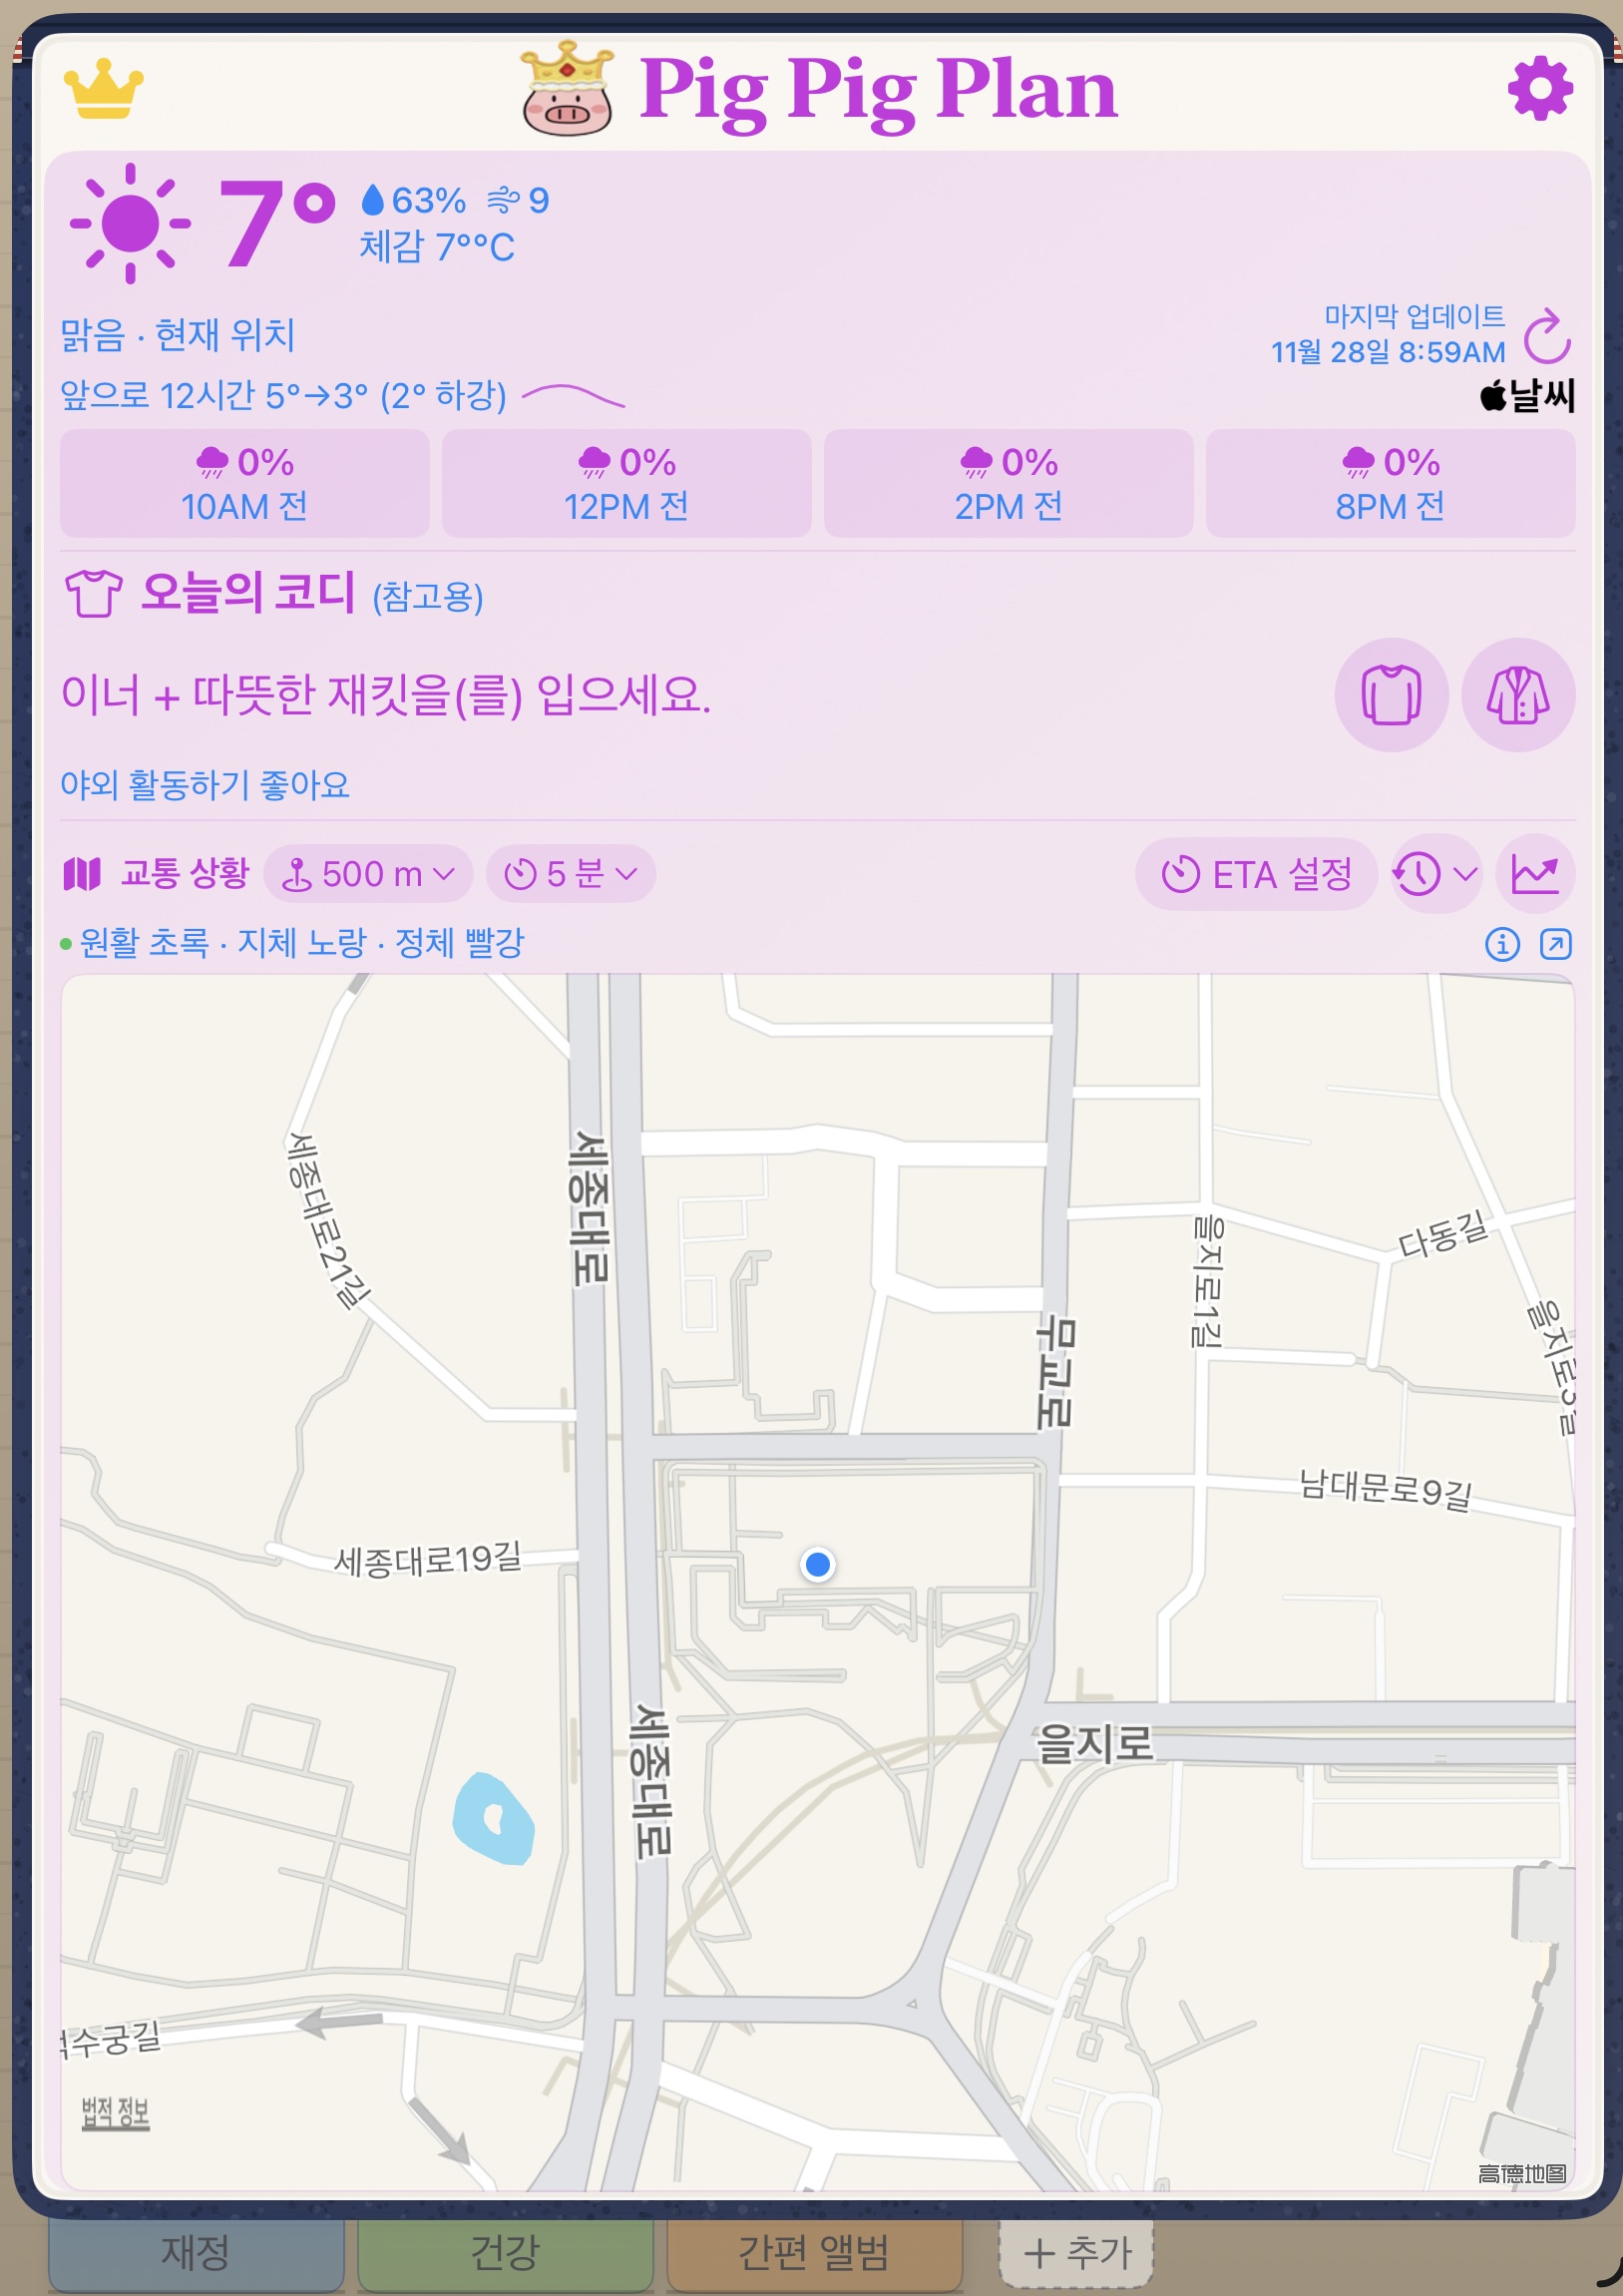 Pig Pig Plan
7° 63% 9
체감 7°°C
맑음 · 현재 위치
마지막 업데이트
11월 28일 8:59AM
앞으로 12시간 5°→3° (2° 하강)
날씨
0% 0% 0% 0%
10AM 전 12PM 전 2PM 전 8PM 전
오늘의 코디 (참고용)
이너 + 따뜻한 재킷을(를) 입으세요.
야외 활동하기 좋아요
교통 상황 500 m 5 분 ETA 설정
원활 초록 · 지체 노랑 · 정체 빨강
세종대로21길
세종대로
을지로1길
다동길
무교로
남대문로9길
세종대로19길
세종대로
을지로
수궁길
법적 정보
高德地图
재정 건강 간편 앨범 + 추가